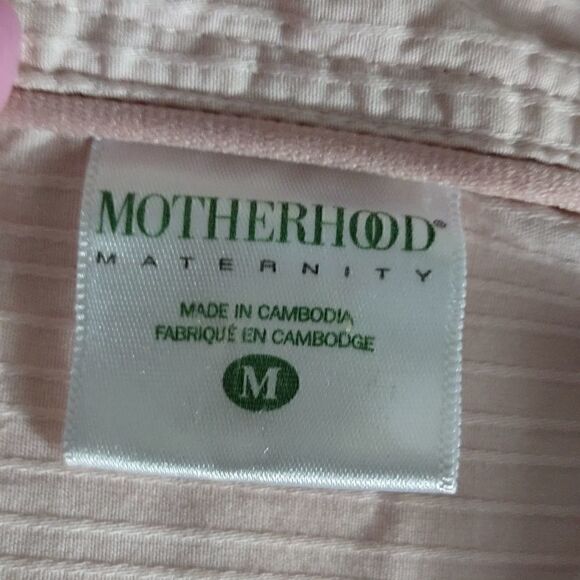 MOTHERHOOD®
MATERNITY
MADE IN CAMBODIA
FABRIQUÉ EN CAMBODGE
M